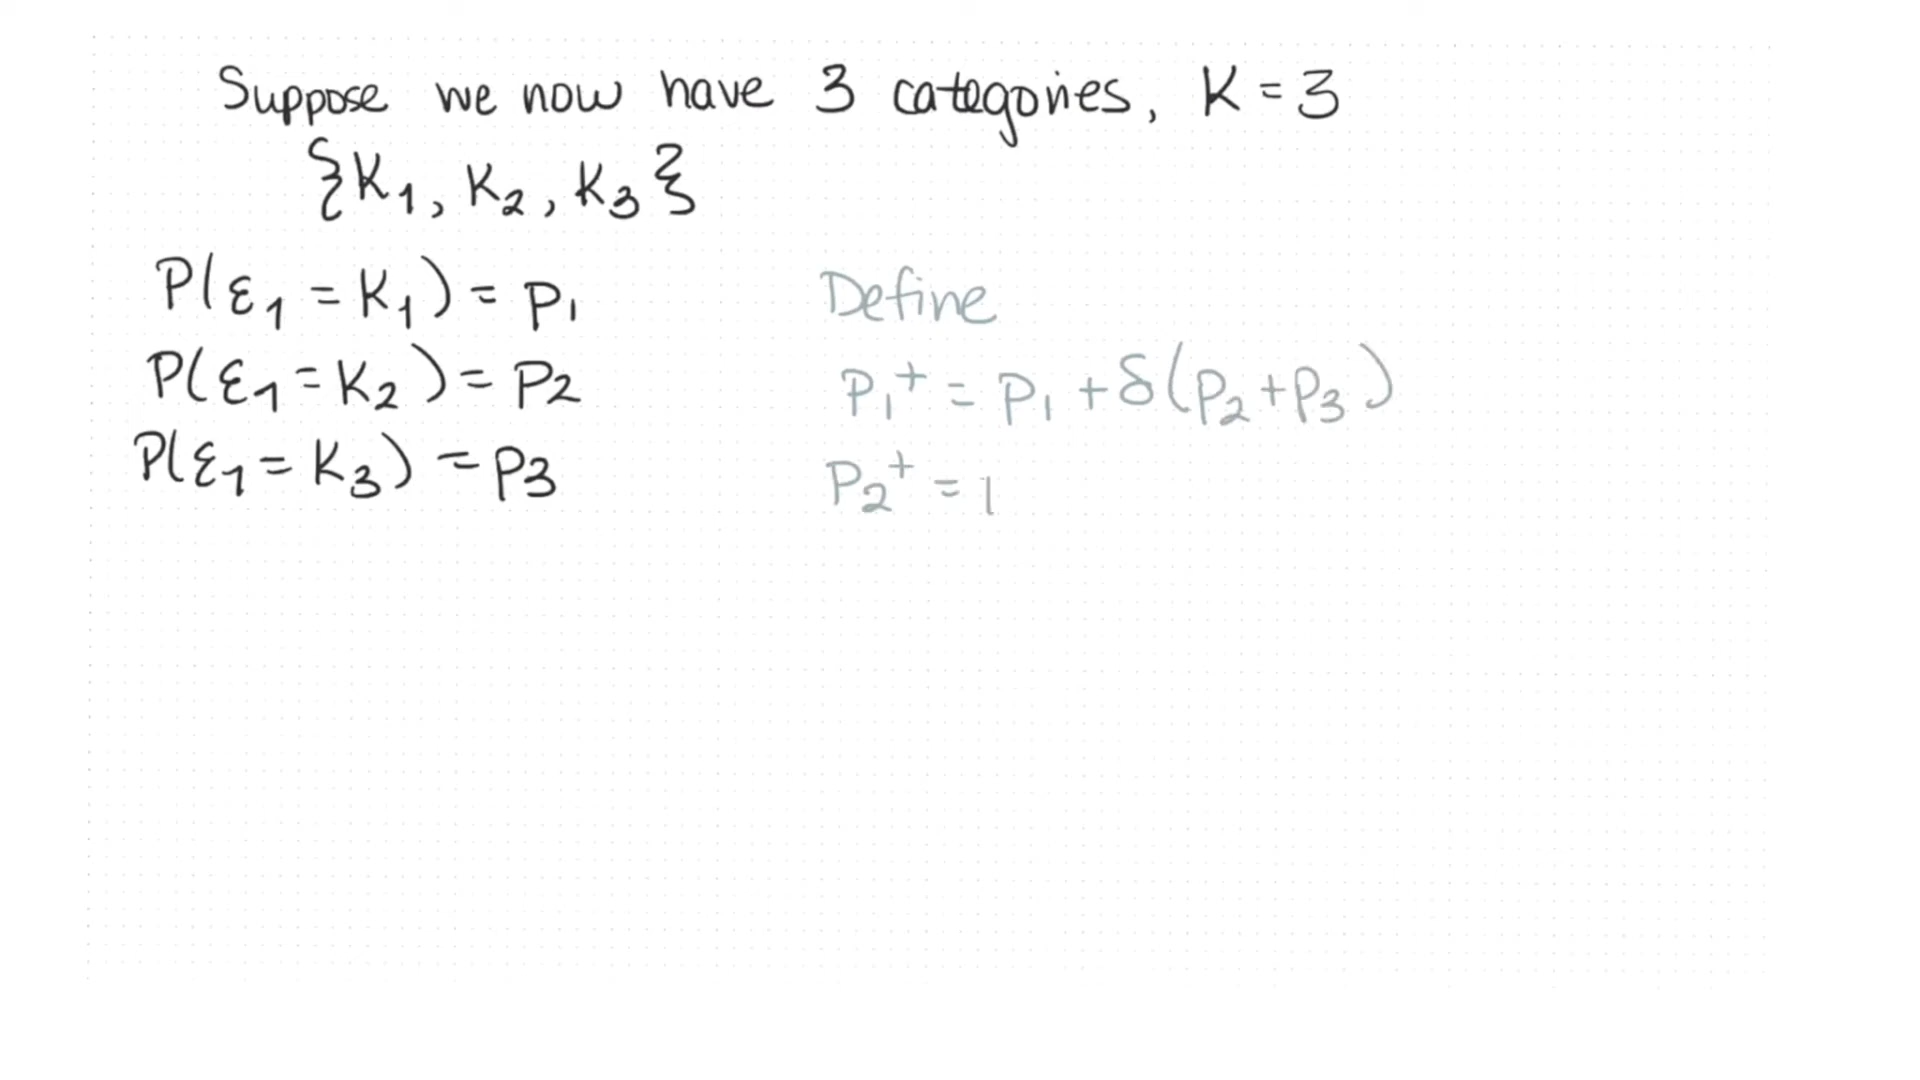 Suppose we now have 3 categories, K = 3
{K₁, K₂, K₃}
P(ε₁ = K₁) = p₁
P(ε₁ = K₂) = p₂
P(ε₁ = K₃) = p₃
Define
p₁⁺ = p₁ + δ(p₂ + p₃)
p₂⁺ = 1